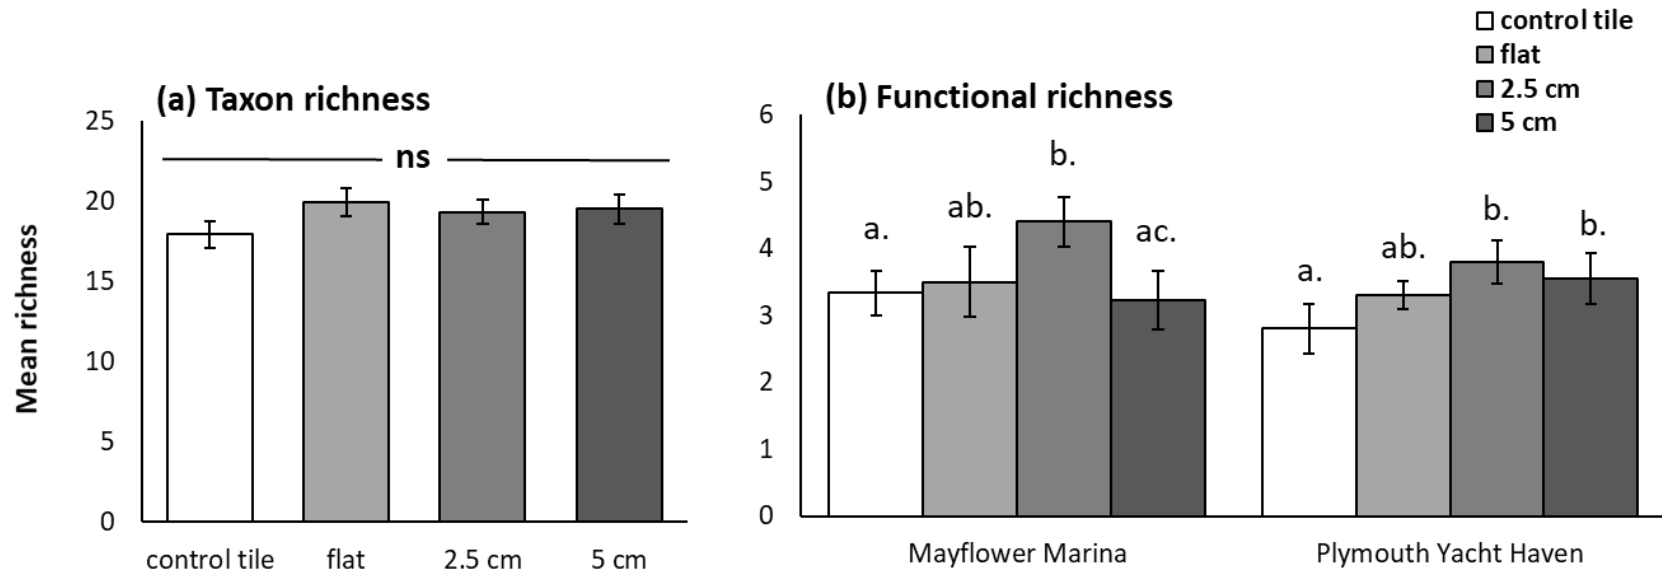 control tile
flat
2.5 cm
5 cm
(a) Taxon richness
(b) Functional richness
Mean richness
25
20
15
10
5
0
ns
control tile
flat
2.5 cm
5 cm
6
5
4
3
2
1
0
a.
ab.
b.
ac.
a.
ab.
b.
b.
Mayflower Marina
Plymouth Yacht Haven